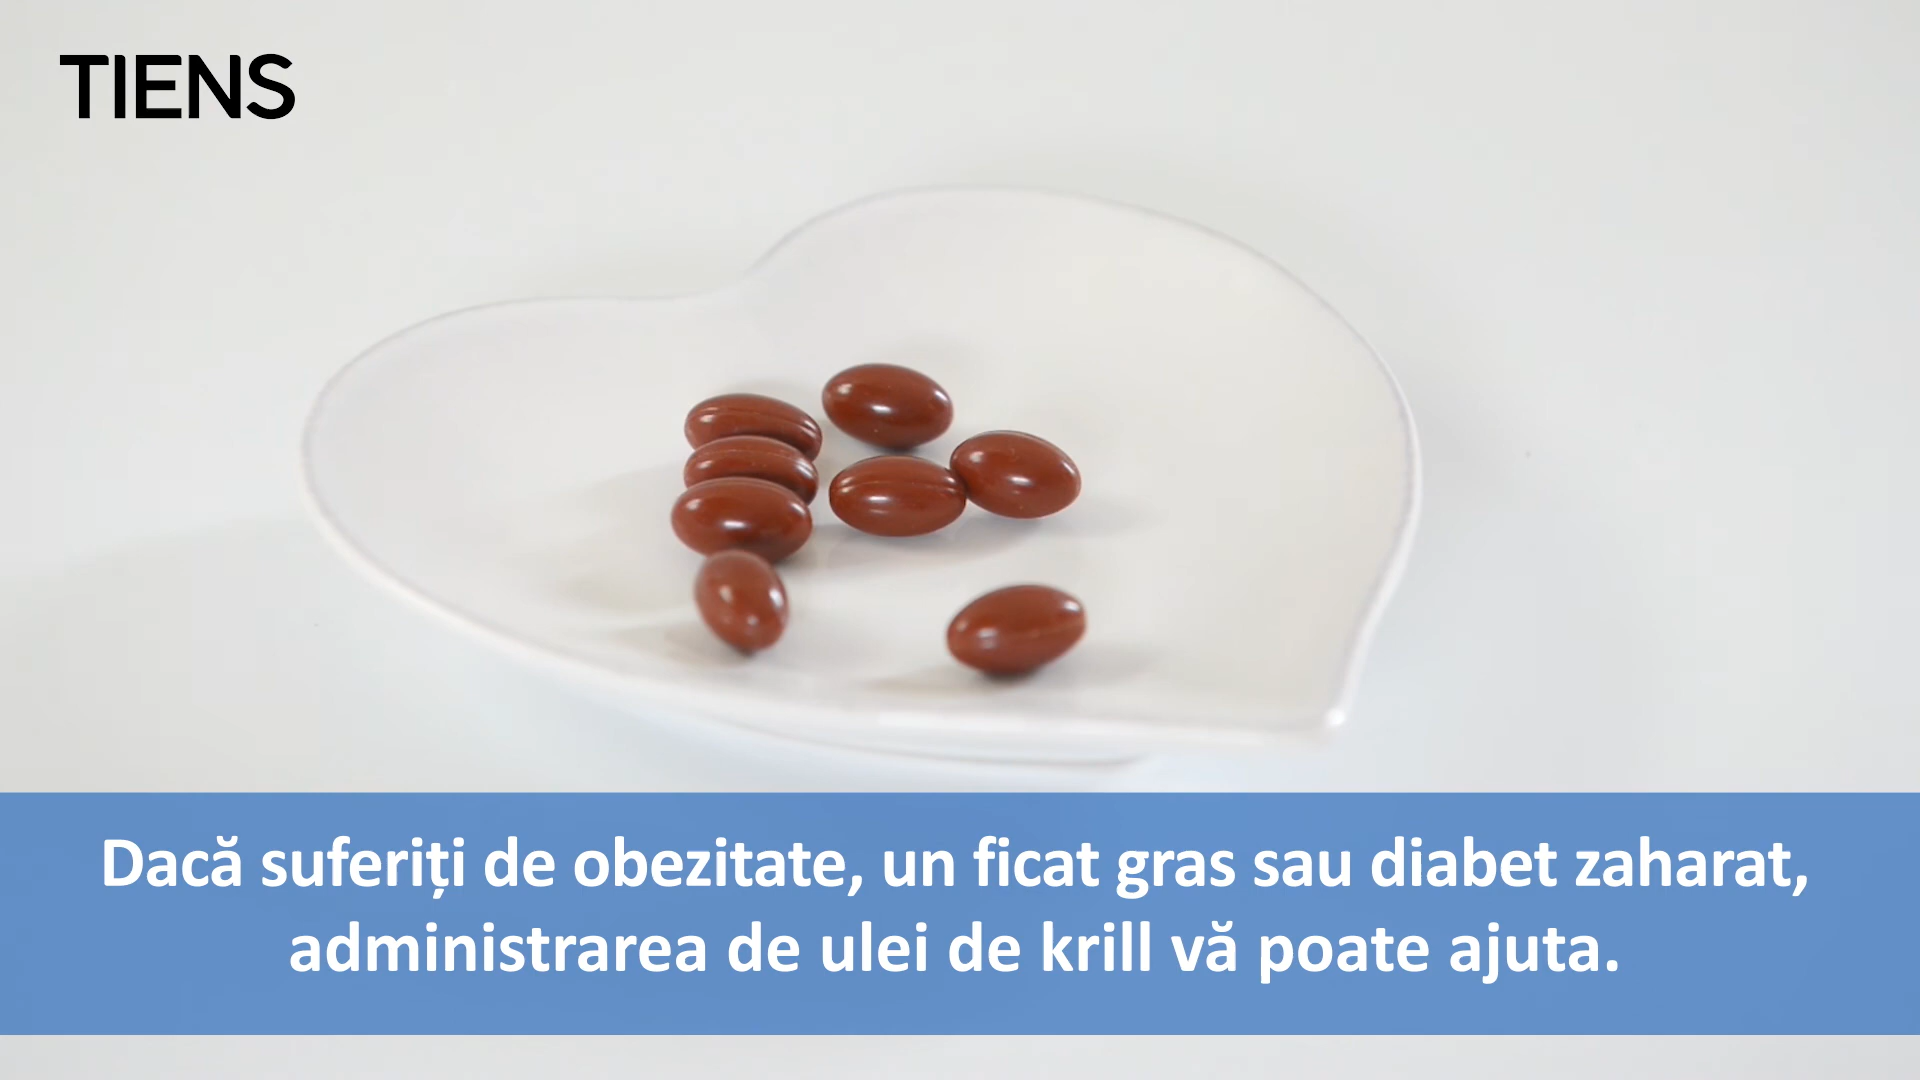 TIENS
Dacă suferiți de obezitate, un ficat gras sau diabet zaharat,
administrarea de ulei de krill vă poate ajuta.